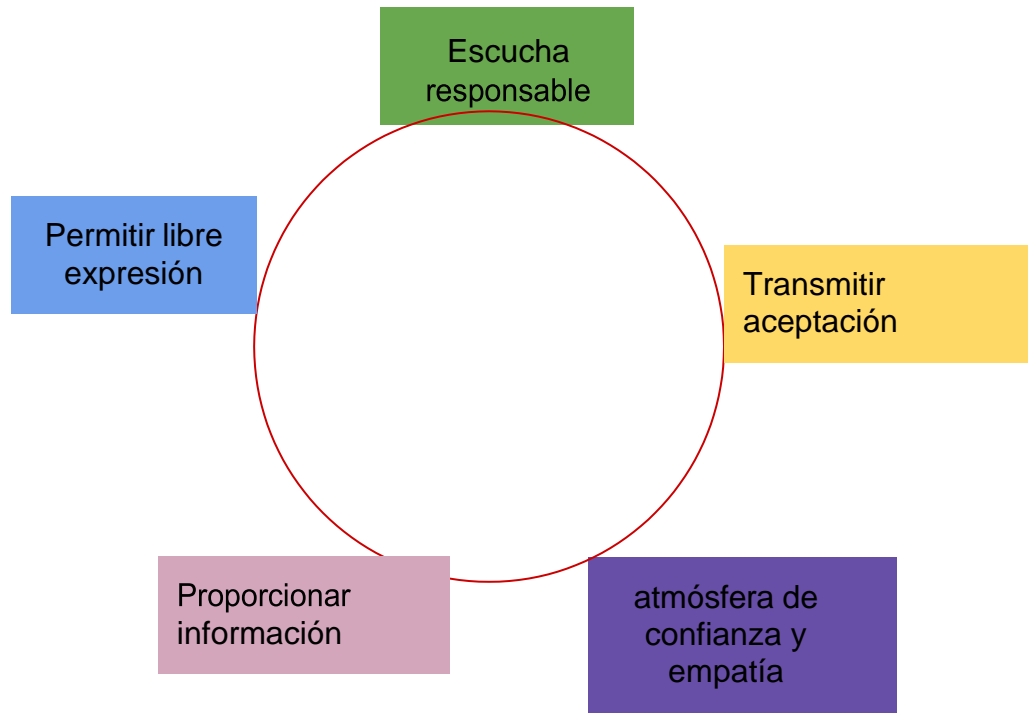 Escucha
responsable
Permitir libre
expresión
Transmitir
aceptación
Proporcionar
información
atmósfera de
confianza y
empatía